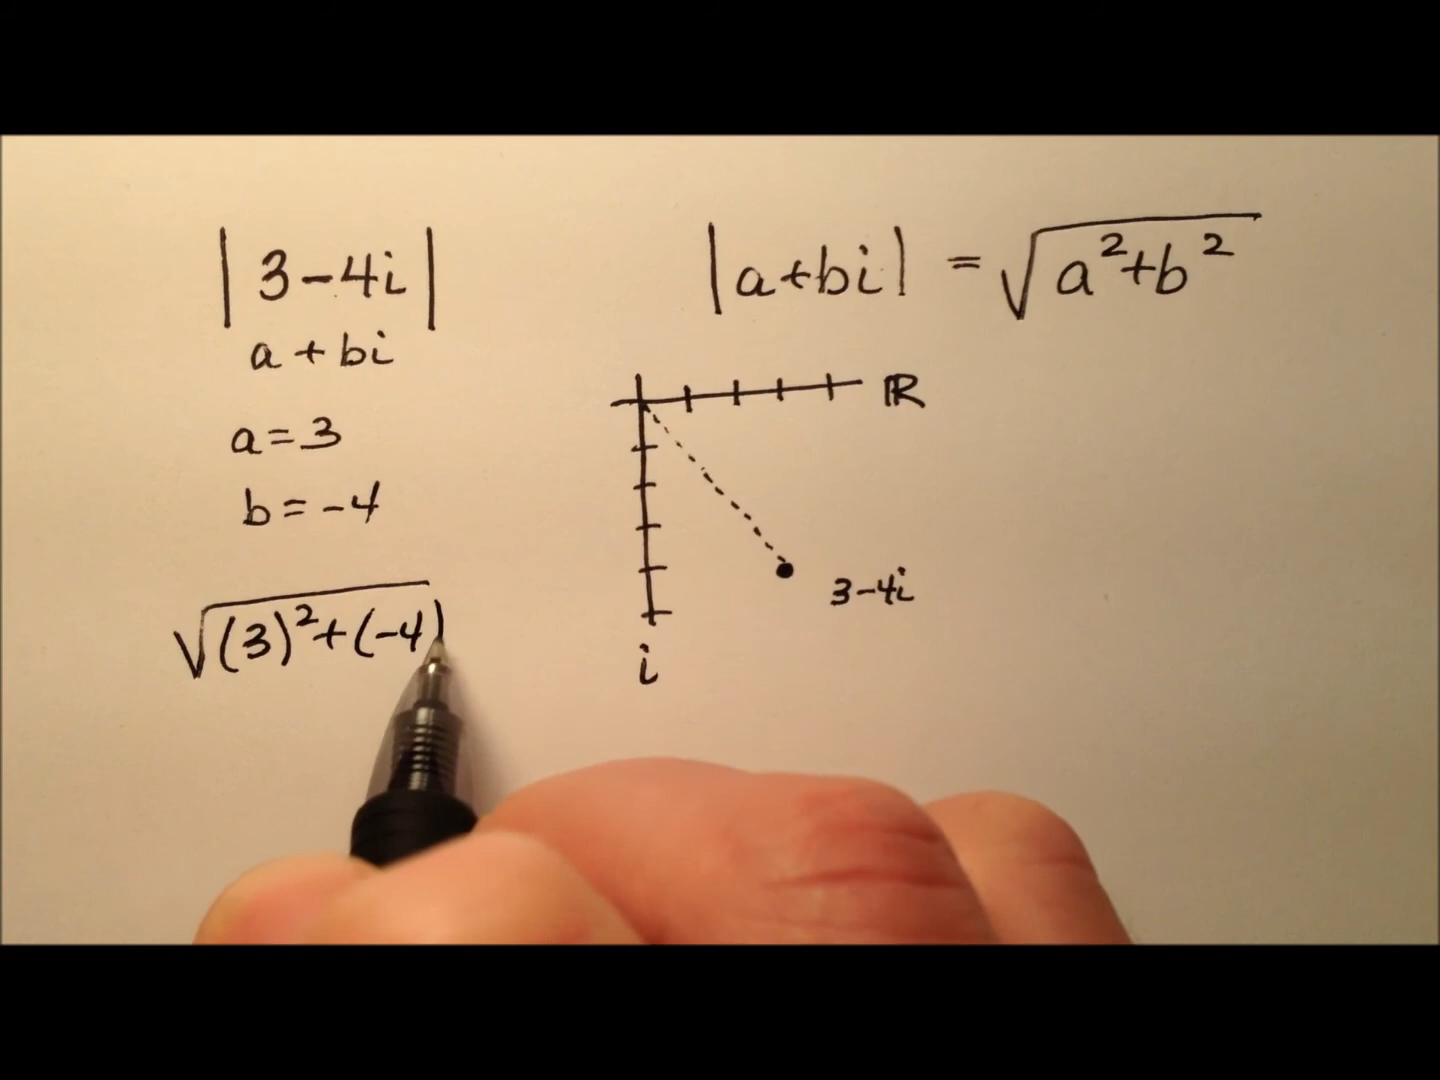 |3-4i|
|a+bi| = √a²+b²
a + bi
ℝ
a=3
b=-4
3-4i
√(3)²+(-4)
i